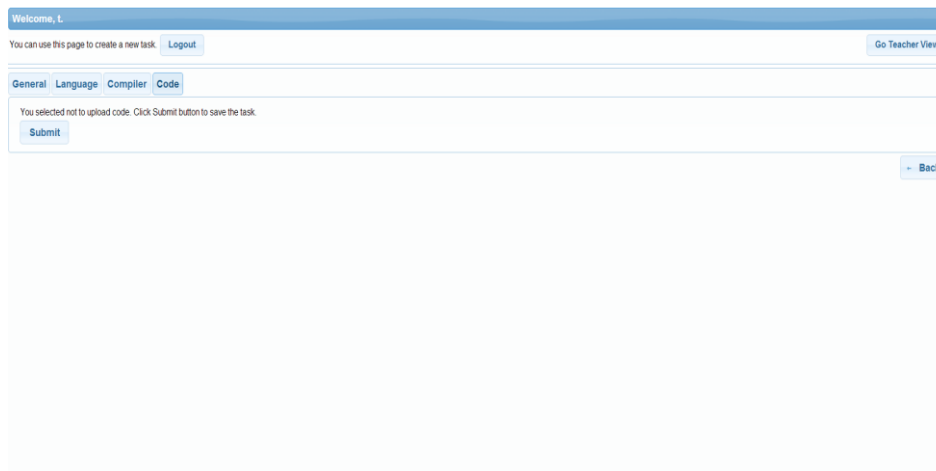 Welcome, t.
You can use this page to create a new task. Logout
Go Teacher View
General Language Compiler Code
You selected not to upload code. Click Submit button to save the task.
Submit
Back